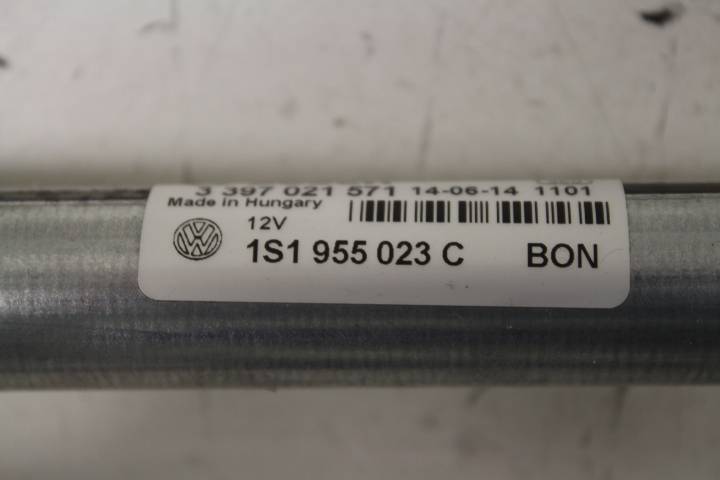 3 397 021 571 14-06-14 1101
Made in Hungary
12V
1S1 955 023 C BON